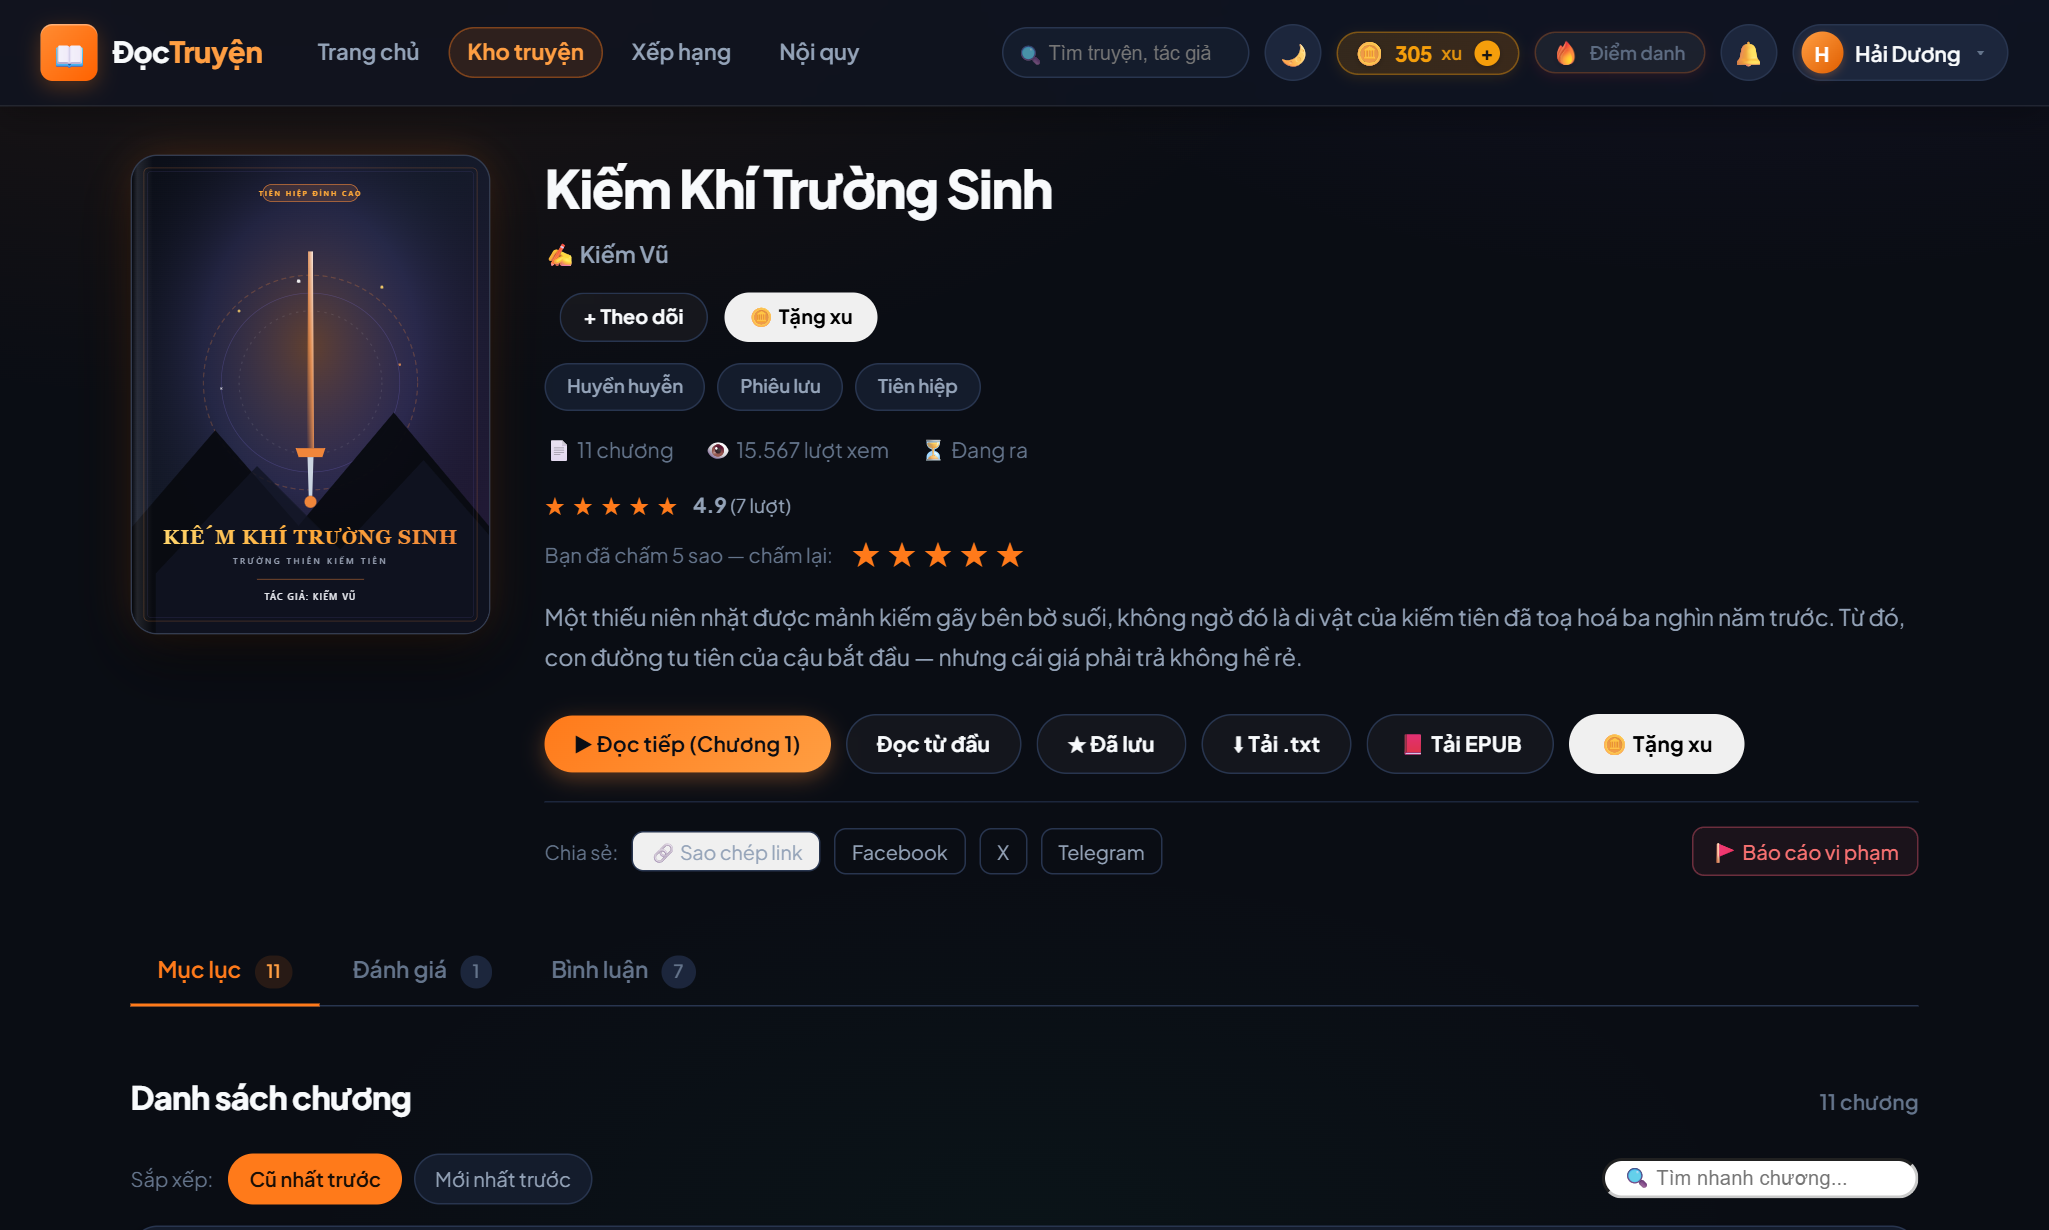 ĐọcTruyện Trang chủ Kho truyện Xếp hạng Nội quy Tìm truyện, tác giả 305 xu + Điểm danh H Hải Dương
TIÊN HIỆP ĐỈNH CAO
KIẾM KHÍ TRƯỜNG SINH
TRƯỜNG THIÊN KIẾM TIÊN
TÁC GIẢ: KIẾM VŨ
Kiếm Khí Trường Sinh
Kiếm Vũ
+ Theo dõi Tặng xu
Huyền huyễn Phiêu lưu Tiên hiệp
11 chương 15.567 lượt xem Đang ra
★ ★ ★ ★ ★ 4.9 (7 lượt)
Bạn đã chấm 5 sao — chấm lại: ★ ★ ★ ★ ★
Một thiếu niên nhặt được mảnh kiếm gãy bên bờ suối, không ngờ đó là di vật của kiếm tiên đã toạ hoá ba nghìn năm trước. Từ đó,
con đường tu tiên của cậu bắt đầu — nhưng cái giá phải trả không hề rẻ.
▶ Đọc tiếp (Chương 1) Đọc từ đầu ★ Đã lưu ⬇ Tải .txt Tải EPUB Tặng xu
Chia sẻ: Sao chép link Facebook X Telegram Báo cáo vi phạm
Mục lục 11 Đánh giá 1 Bình luận 7
Danh sách chương 11 chương
Sắp xếp: Cũ nhất trước Mới nhất trước Tìm nhanh chương...